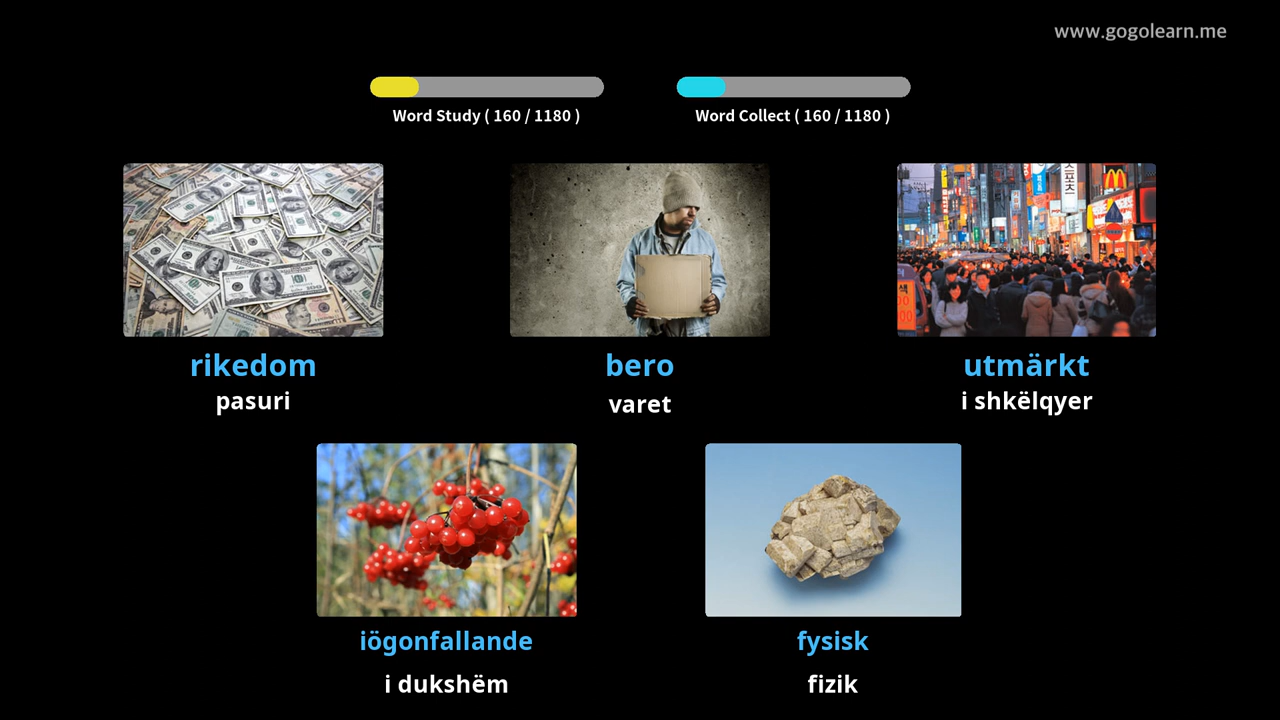 www.gogolearn.me
Word Study ( 160 / 1180 )
Word Collect ( 160 / 1180 )
rikedom
pasuri
bero
varet
utmärkt
i shkëlqyer
iögonfallande
i dukshëm
fysisk
fizik